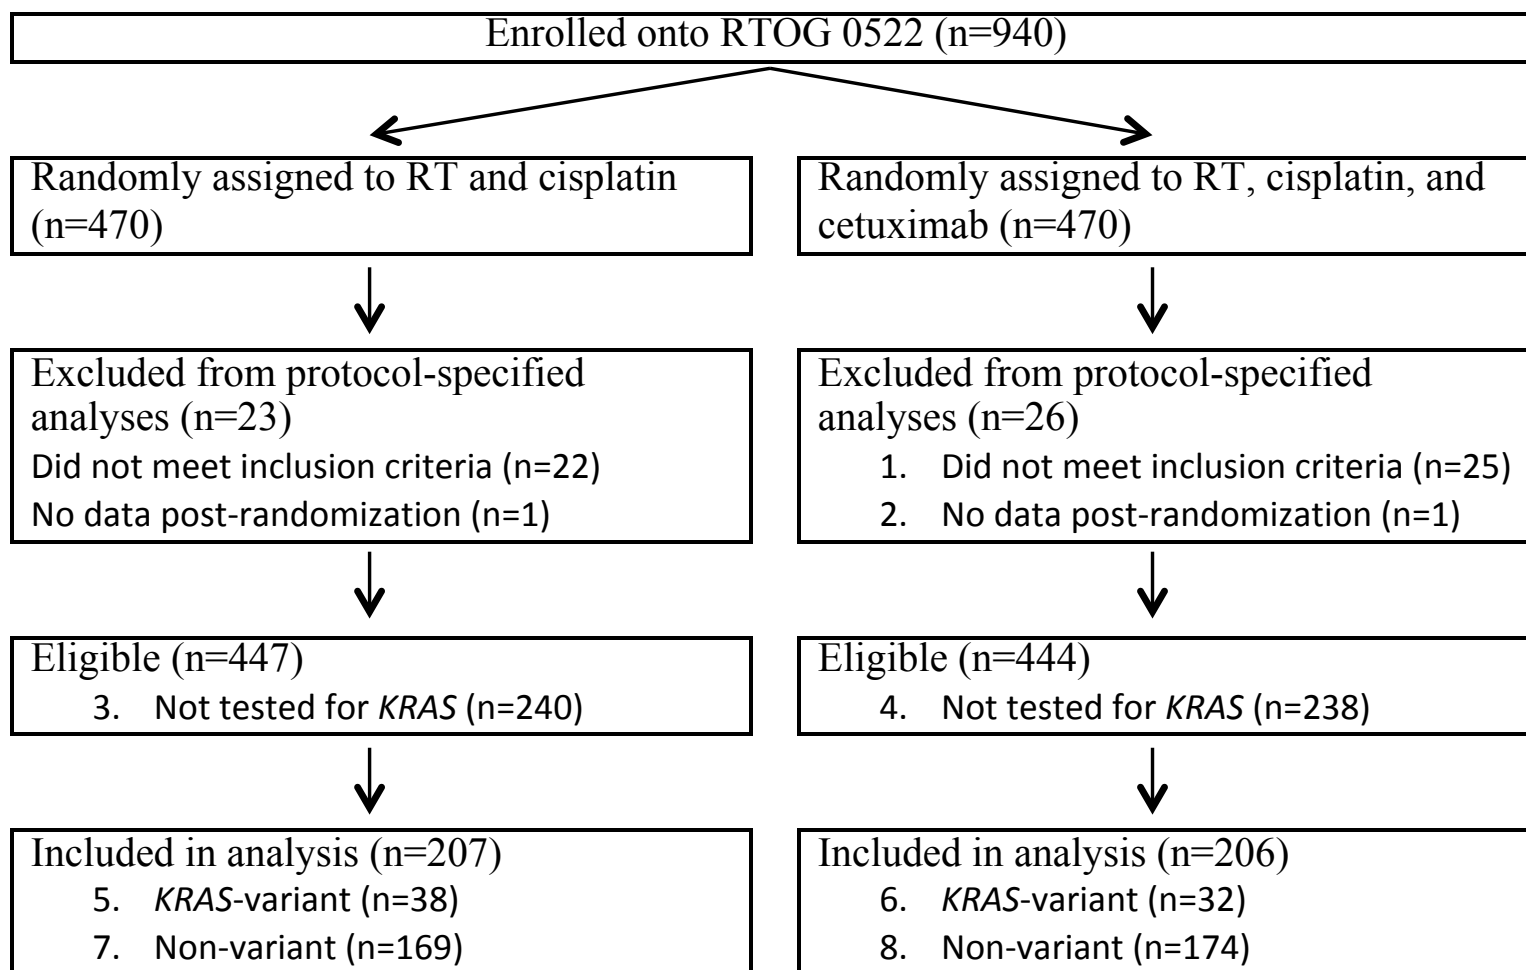 Enrolled onto RTOG 0522 (n=940)
Randomly assigned to RT and cisplatin
(n=470)
Randomly assigned to RT, cisplatin, and
cetuximab (n=470)
Excluded from protocol-specified
analyses (n=23)
Did not meet inclusion criteria (n=22)
No data post-randomization (n=1)
Excluded from protocol-specified
analyses (n=26)
1. Did not meet inclusion criteria (n=25)
2. No data post-randomization (n=1)
Eligible (n=447)
3. Not tested for KRAS (n=240)
Eligible (n=444)
4. Not tested for KRAS (n=238)
Included in analysis (n=207)
5. KRAS-variant (n=38)
7. Non-variant (n=169)
Included in analysis (n=206)
6. KRAS-variant (n=32)
8. Non-variant (n=174)